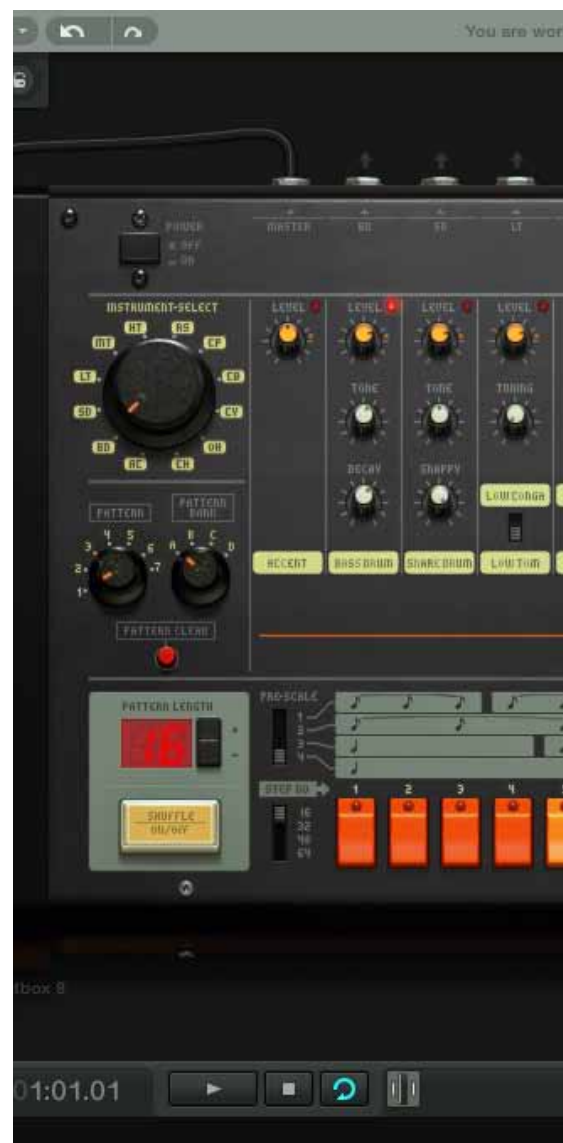 You are wor
POWER
OFF
ON
MASTER BD SD LT
INSTRUMENT-SELECT
LEVEL LEVEL LEVEL LEVEL
HT RS
MT CP
LT CB
SD CY
BD OH
AC CH
TONE TONE TUNING
DECAY SNAPPY
PATTERN PATTERN BANK
LOW CONGA
4 5 B C
3 6 A D
2 7
1
ACCENT BASS DRUM SNARE DRUM LOW TOM
PATTERN CLEAR
PATTERN LENGTH PRE-SCALE
16 + -
1
2
3
4
STEP NO. 1 2 3 4
SHUFFLE
ON/OFF
16
32
48
64
tbox 8
01:01.01